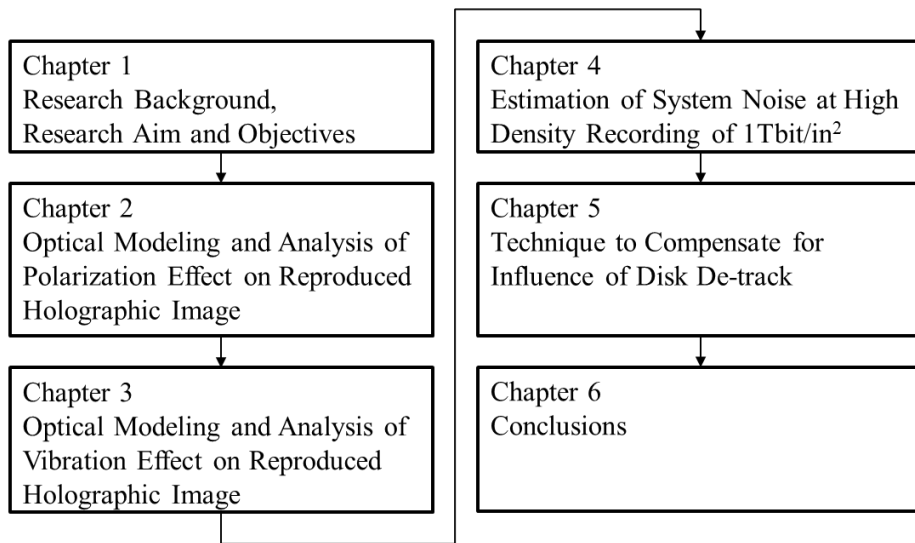 Chapter 1
Research Background,
Research Aim and Objectives
Chapter 2
Optical Modeling and Analysis of
Polarization Effect on Reproduced
Holographic Image
Chapter 3
Optical Modeling and Analysis of
Vibration Effect on Reproduced
Holographic Image
Chapter 4
Estimation of System Noise at High
Density Recording of 1Tbit/in²
Chapter 5
Technique to Compensate for
Influence of Disk De-track
Chapter 6
Conclusions